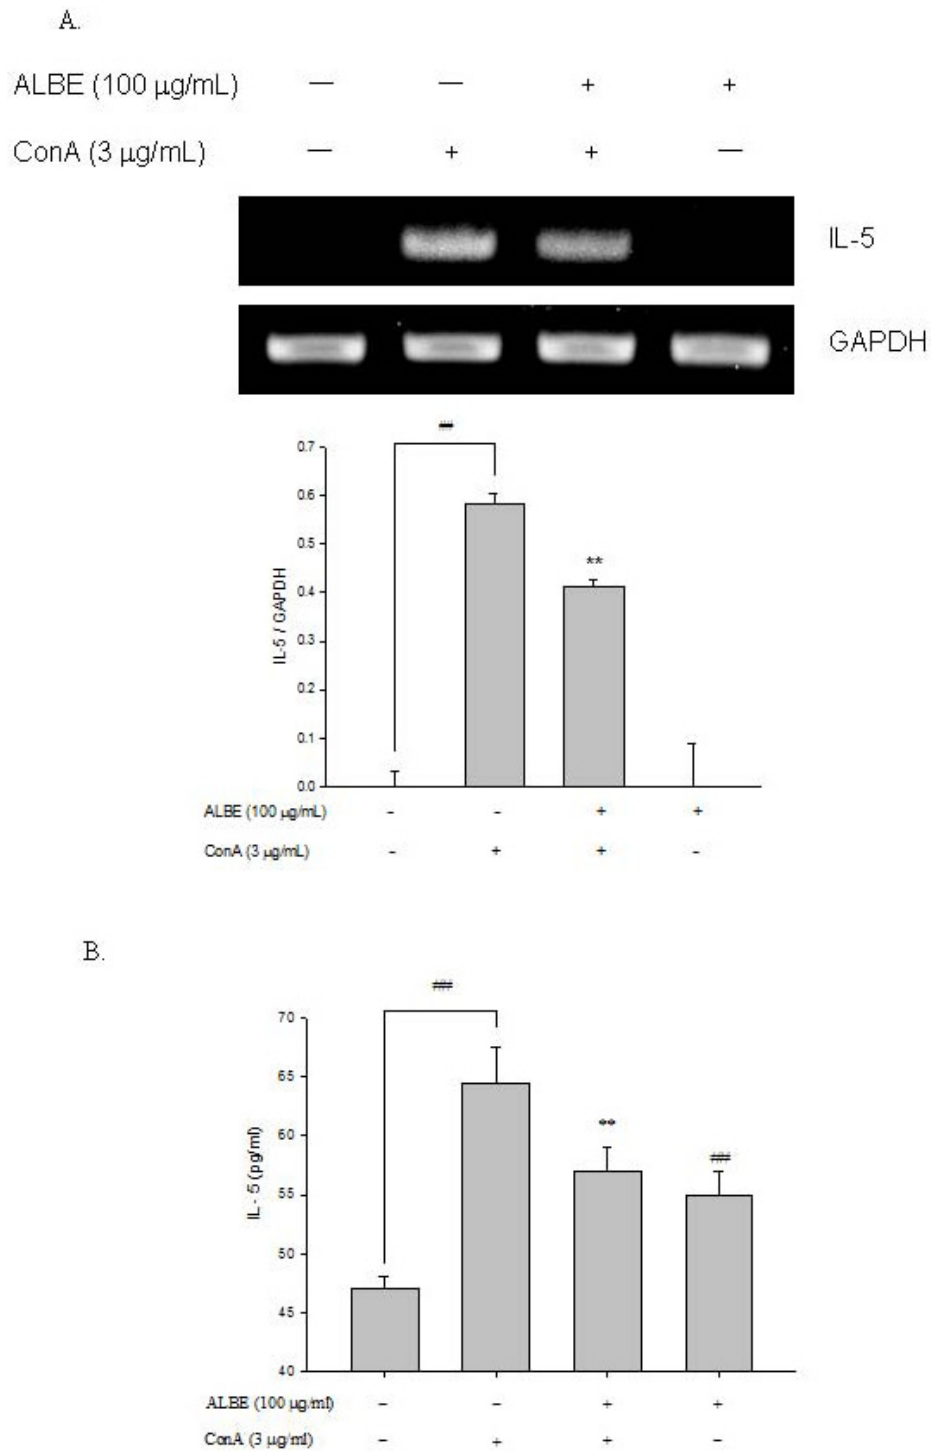 A.
ALBE (100 μg/mL) — — + +
ConA (3 μg/mL) — + + —
IL-5
GAPDH
##
0.7
0.6
0.5
0.4
0.3
0.2
0.1
0.0
IL-5 / GAPDH
**
ALBE (100 μg/mL) - - + +
ConA (3 μg/mL) - + + -
B.
##
70
65
60
55
50
45
40
IL- 5 (pg/ml)
**
##
ALBE (100 μg/ml) - - + +
ConA (3 μg/ml) - + + -